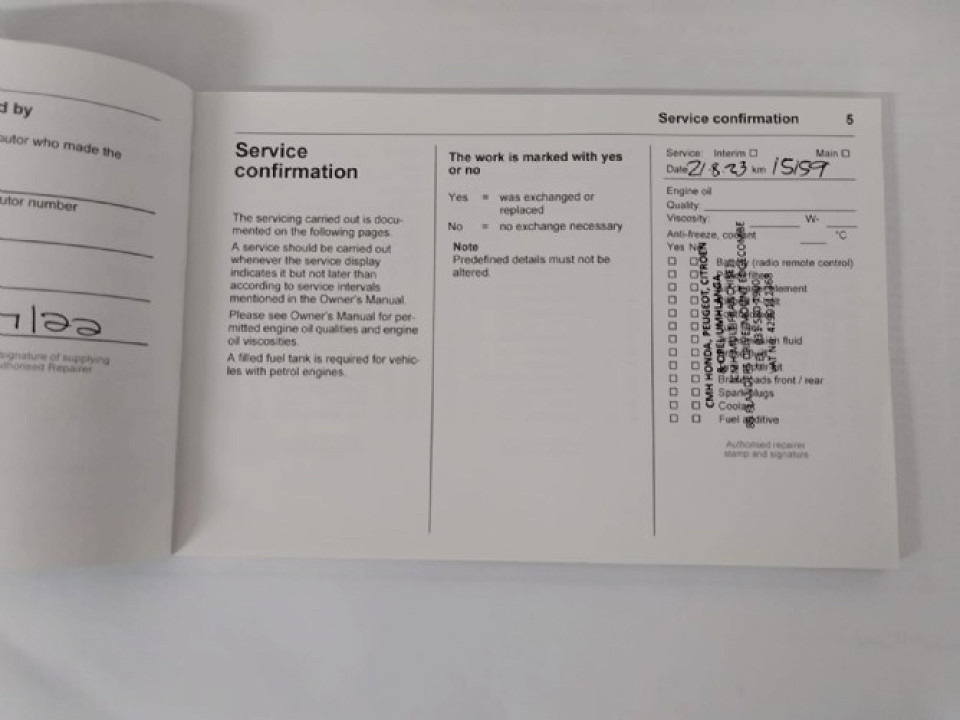 d by
utor who made the
utor number
7/22
signature of supplying
thorised Repairer
Service confirmation 5
Service
confirmation
The servicing carried out is docu-
mented on the following pages.
A service should be carried out
whenever the service display
indicates it but not later than
according to service intervals
mentioned in the Owner's Manual.
Please see Owner's Manual for per-
mitted engine oil qualities and engine
oil viscosities.
A filled fuel tank is required for vehic-
les with petrol engines.
The work is marked with yes
or no
Yes = was exchanged or
replaced
No = no exchange necessary
Note
Predefined details must not be
altered.
Service: Interim □ Main □
Date 21.8.23 km 15159
Engine oil
Quality:
Viscosity: W-
Anti-freeze, coolant °C
Yes No
(radio remote control)
fluid
Brake pads front / rear
Spark plugs
Coolant
Fuel additive
CMH HONDA, PEUGEOT, CITROEN
& OPEL UMHLANGA
Authorised repairer
stamp and signature